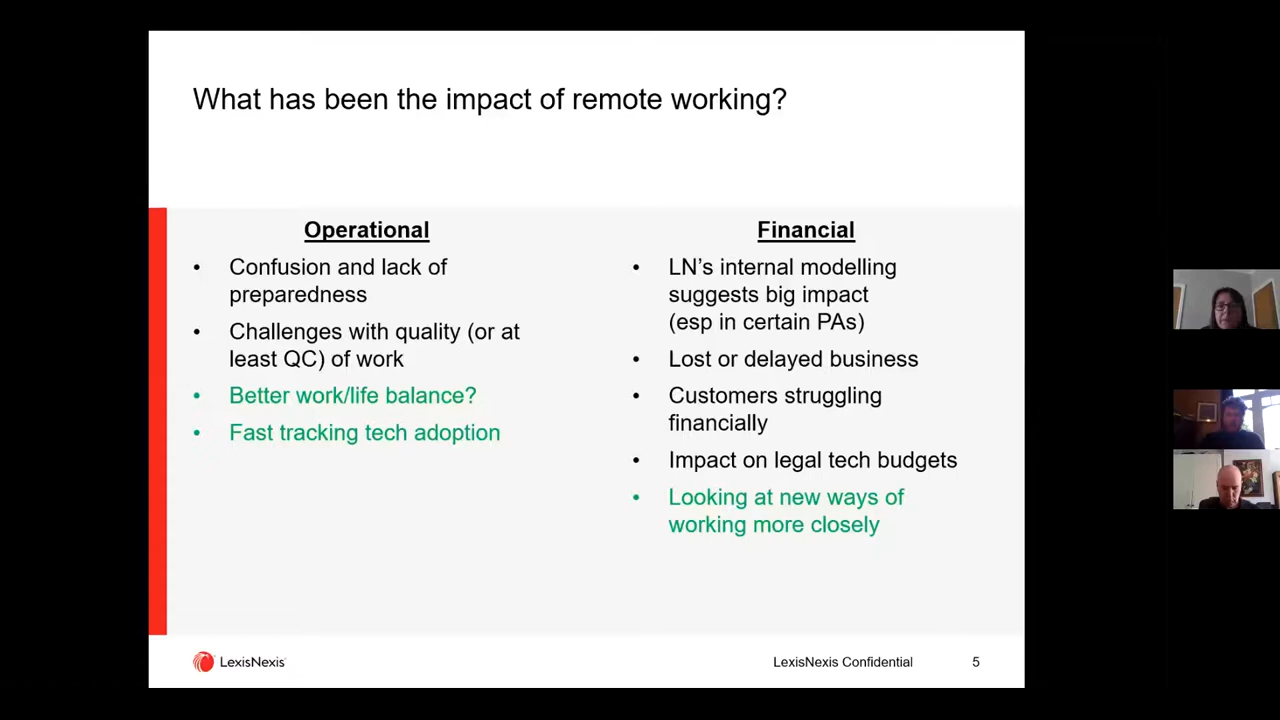 What has been the impact of remote working?
Operational
• Confusion and lack of
preparedness
• Challenges with quality (or at
least QC) of work
• Better work/life balance?
• Fast tracking tech adoption
Financial
• LN's internal modelling
suggests big impact
(esp in certain PAs)
• Lost or delayed business
• Customers struggling
financially
• Impact on legal tech budgets
• Looking at new ways of
working more closely
LexisNexis
LexisNexis Confidential 5